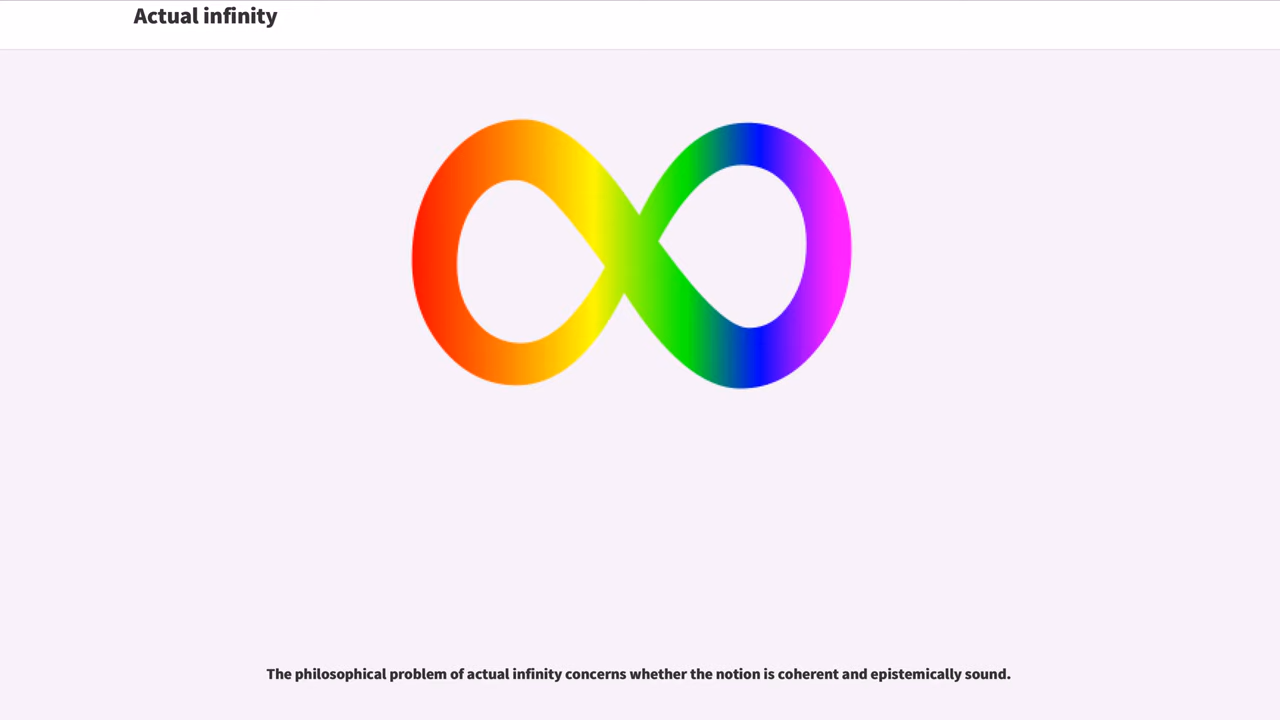 Actual infinity
The philosophical problem of actual infinity concerns whether the notion is coherent and epistemically sound.